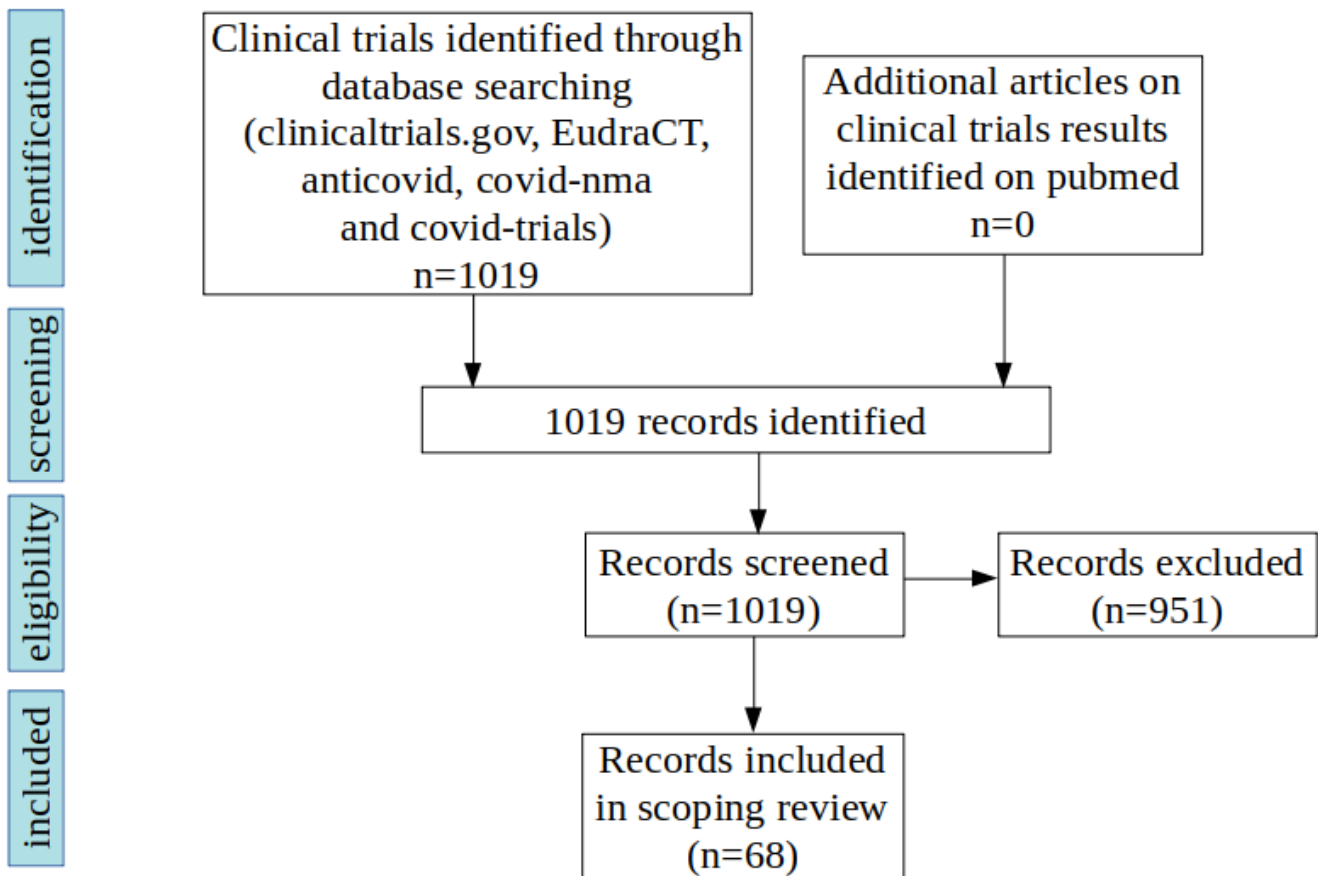 identification
Clinical trials identified through
database searching
(clinicaltrials.gov, EudraCT,
anticovid, covid-nma
and covid-trials)
n=1019
Additional articles on
clinical trials results
identified on pubmed
n=0
screening
1019 records identified
eligibility
Records screened
(n=1019)
Records excluded
(n=951)
included
Records included
in scoping review
(n=68)